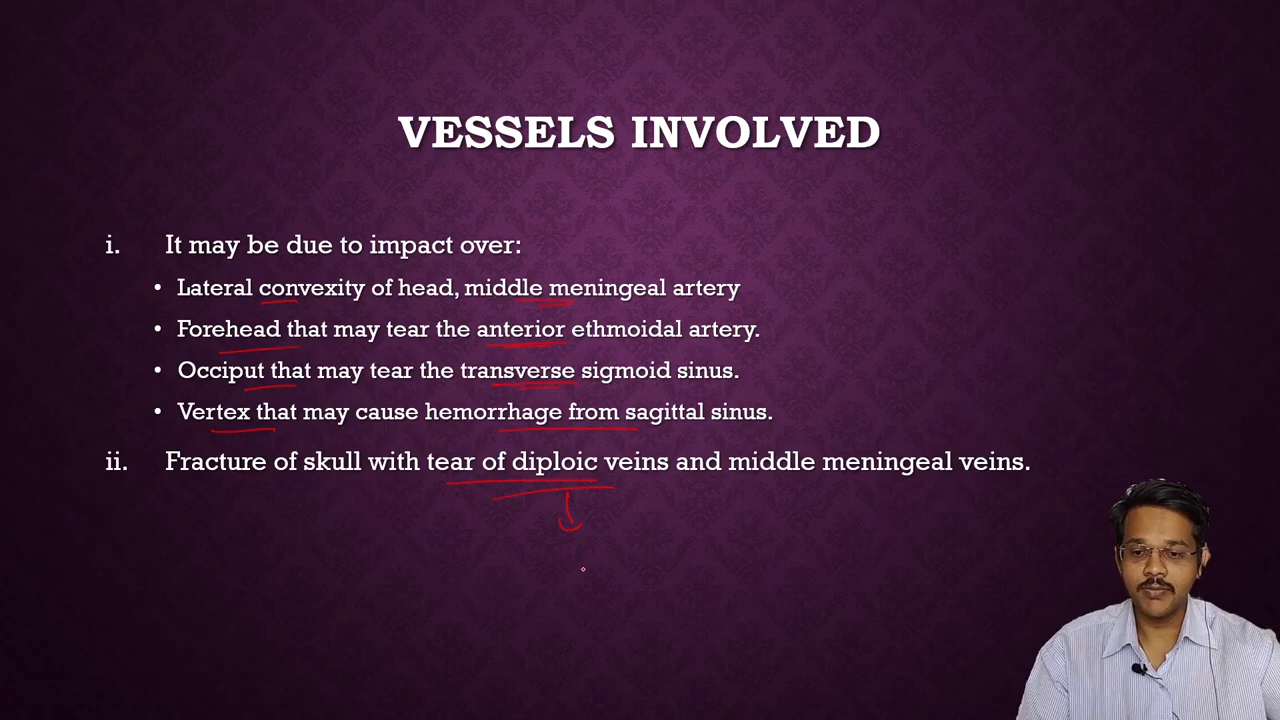 VESSELS INVOLVED
i. It may be due to impact over:
• Lateral convexity of head, middle meningeal artery
• Forehead that may tear the anterior ethmoidal artery.
• Occiput that may tear the transverse sigmoid sinus.
• Vertex that may cause hemorrhage from sagittal sinus.
ii. Fracture of skull with tear of diploic veins and middle meningeal veins.